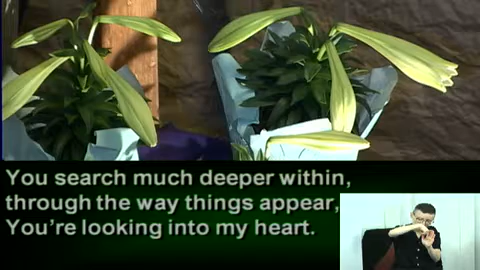 You search much deeper within,
through the way things appear,
You're looking into my heart.